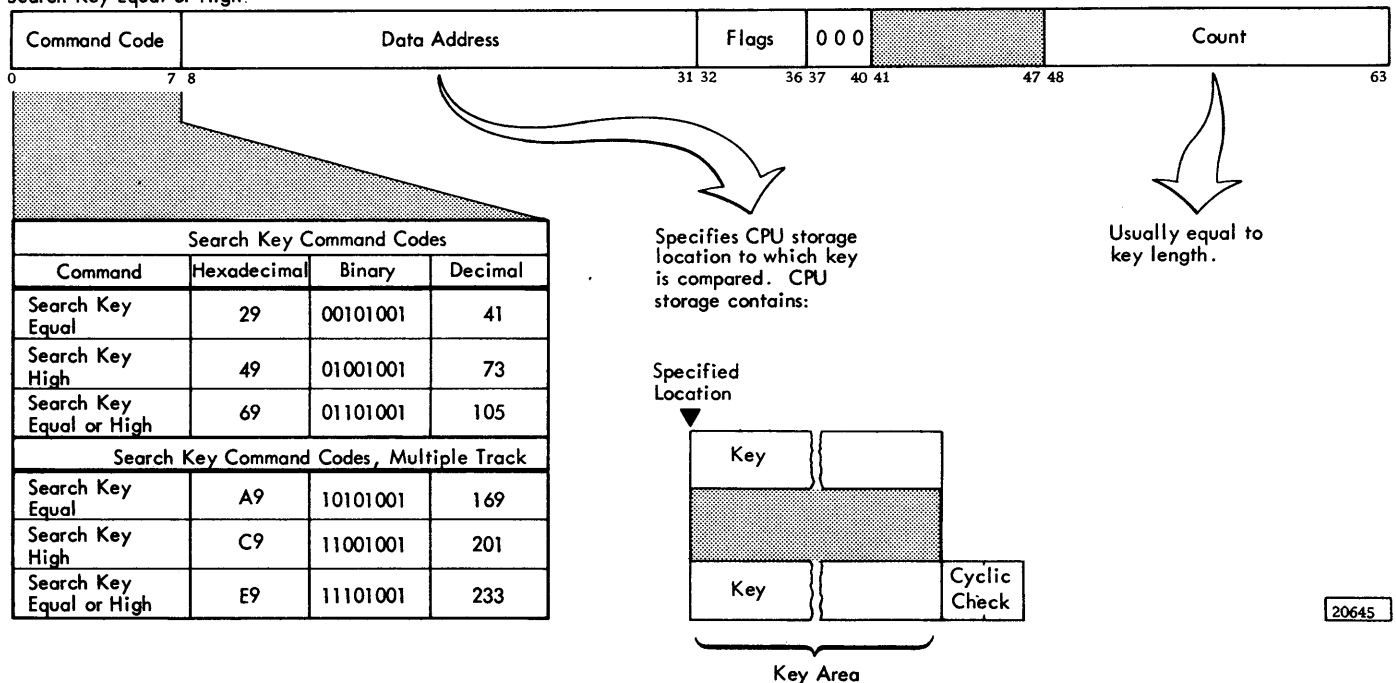 Search Key Equal or High.
Command Code Data Address Flags 0 0 0 Count
0 7 8 31 32 36 37 40 41 47 48 63
Specifies CPU storage
location to which key
is compared. CPU
storage contains:
Usually equal to
key length.
Search Key Command Codes
Command Hexadecimal Binary Decimal
Search Key
Equal 29 00101001 41
Search Key
High 49 01001001 73
Search Key
Equal or High 69 01101001 105
Search Key Command Codes, Multiple Track
Search Key
Equal A9 10101001 169
Search Key
High C9 11001001 201
Search Key
Equal or High E9 11101001 233
Specified
Location
Key
Key
Cyclic
Check
Key Area
20645